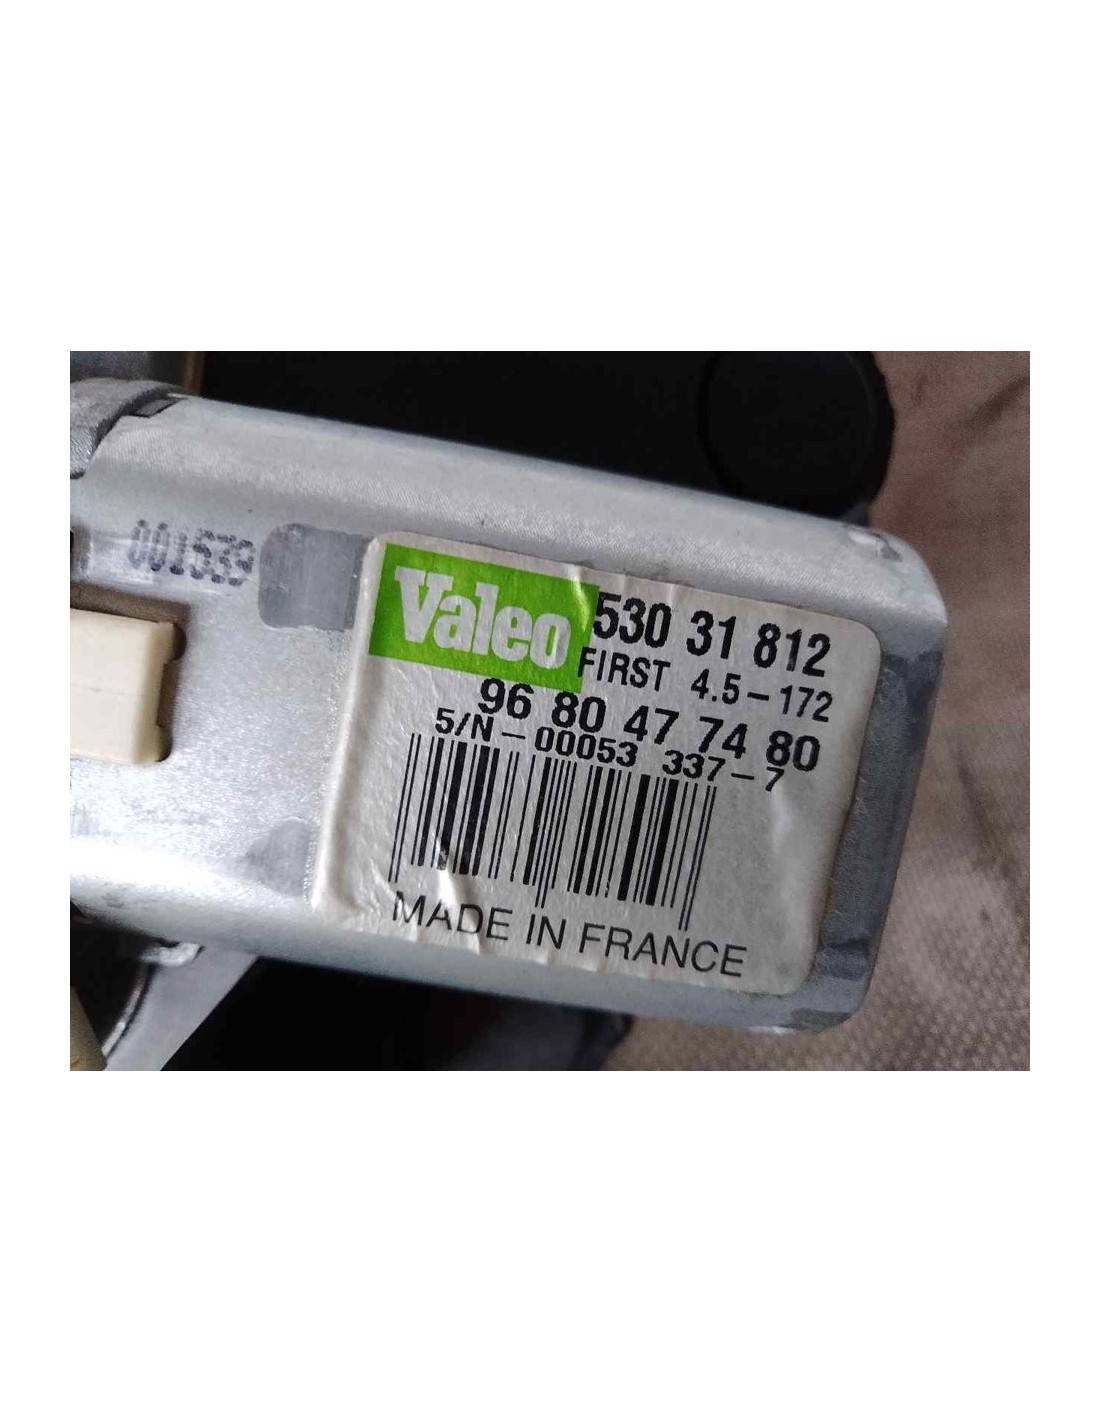 001539
Valeo
530 31 812
FIRST 4.5-172
96 80 47 74 80
S/N-00053 337-7
MADE IN FRANCE